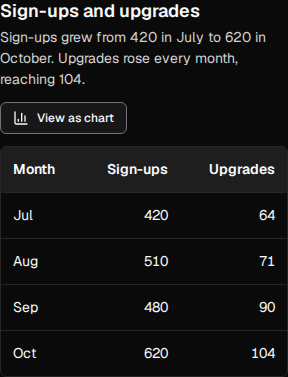 Sign-ups and upgrades
Sign-ups grew from 420 in July to 620 in
October. Upgrades rose every month,
reaching 104.
View as chart
Month Sign-ups Upgrades
Jul 420 64
Aug 510 71
Sep 480 90
Oct 620 104